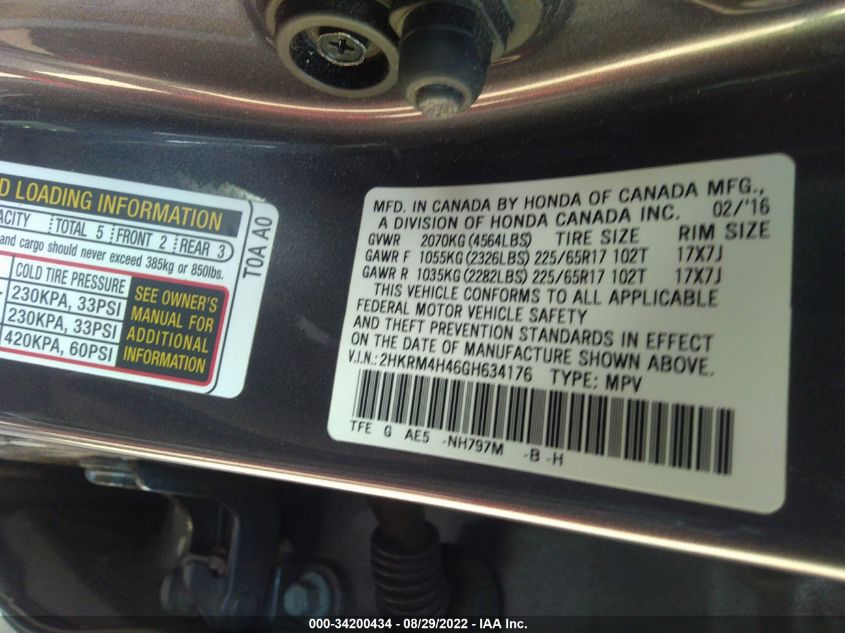 D LOADING INFORMATION
ACITY TOTAL 5 FRONT 2 REAR 3
and cargo should never exceed 385kg or 850lbs.
COLD TIRE PRESSURE
230KPA, 33PSI
230KPA, 33PSI
420KPA, 60PSI
SEE OWNER'S
MANUAL FOR
ADDITIONAL
INFORMATION
T0A A0
MFD. IN CANADA BY HONDA OF CANADA MFG.,
A DIVISION OF HONDA CANADA INC. 02/'16
GVWR 2070KG (4564LBS) TIRE SIZE RIM SIZE
GAWR F 1055KG (2326LBS) 225/65R17 102T 17X7J
GAWR R 1035KG (2282LBS) 225/65R17 102T 17X7J
THIS VEHICLE CONFORMS TO ALL APPLICABLE
FEDERAL MOTOR VEHICLE SAFETY
AND THEFT PREVENTION STANDARDS IN EFFECT
ON THE DATE OF MANUFACTURE SHOWN ABOVE.
V.I.N.: 2HKRM4H46GH634176 TYPE: MPV
TFE G AE5 -NH797M -B -H
000-34200434 - 08/29/2022 - IAA Inc.